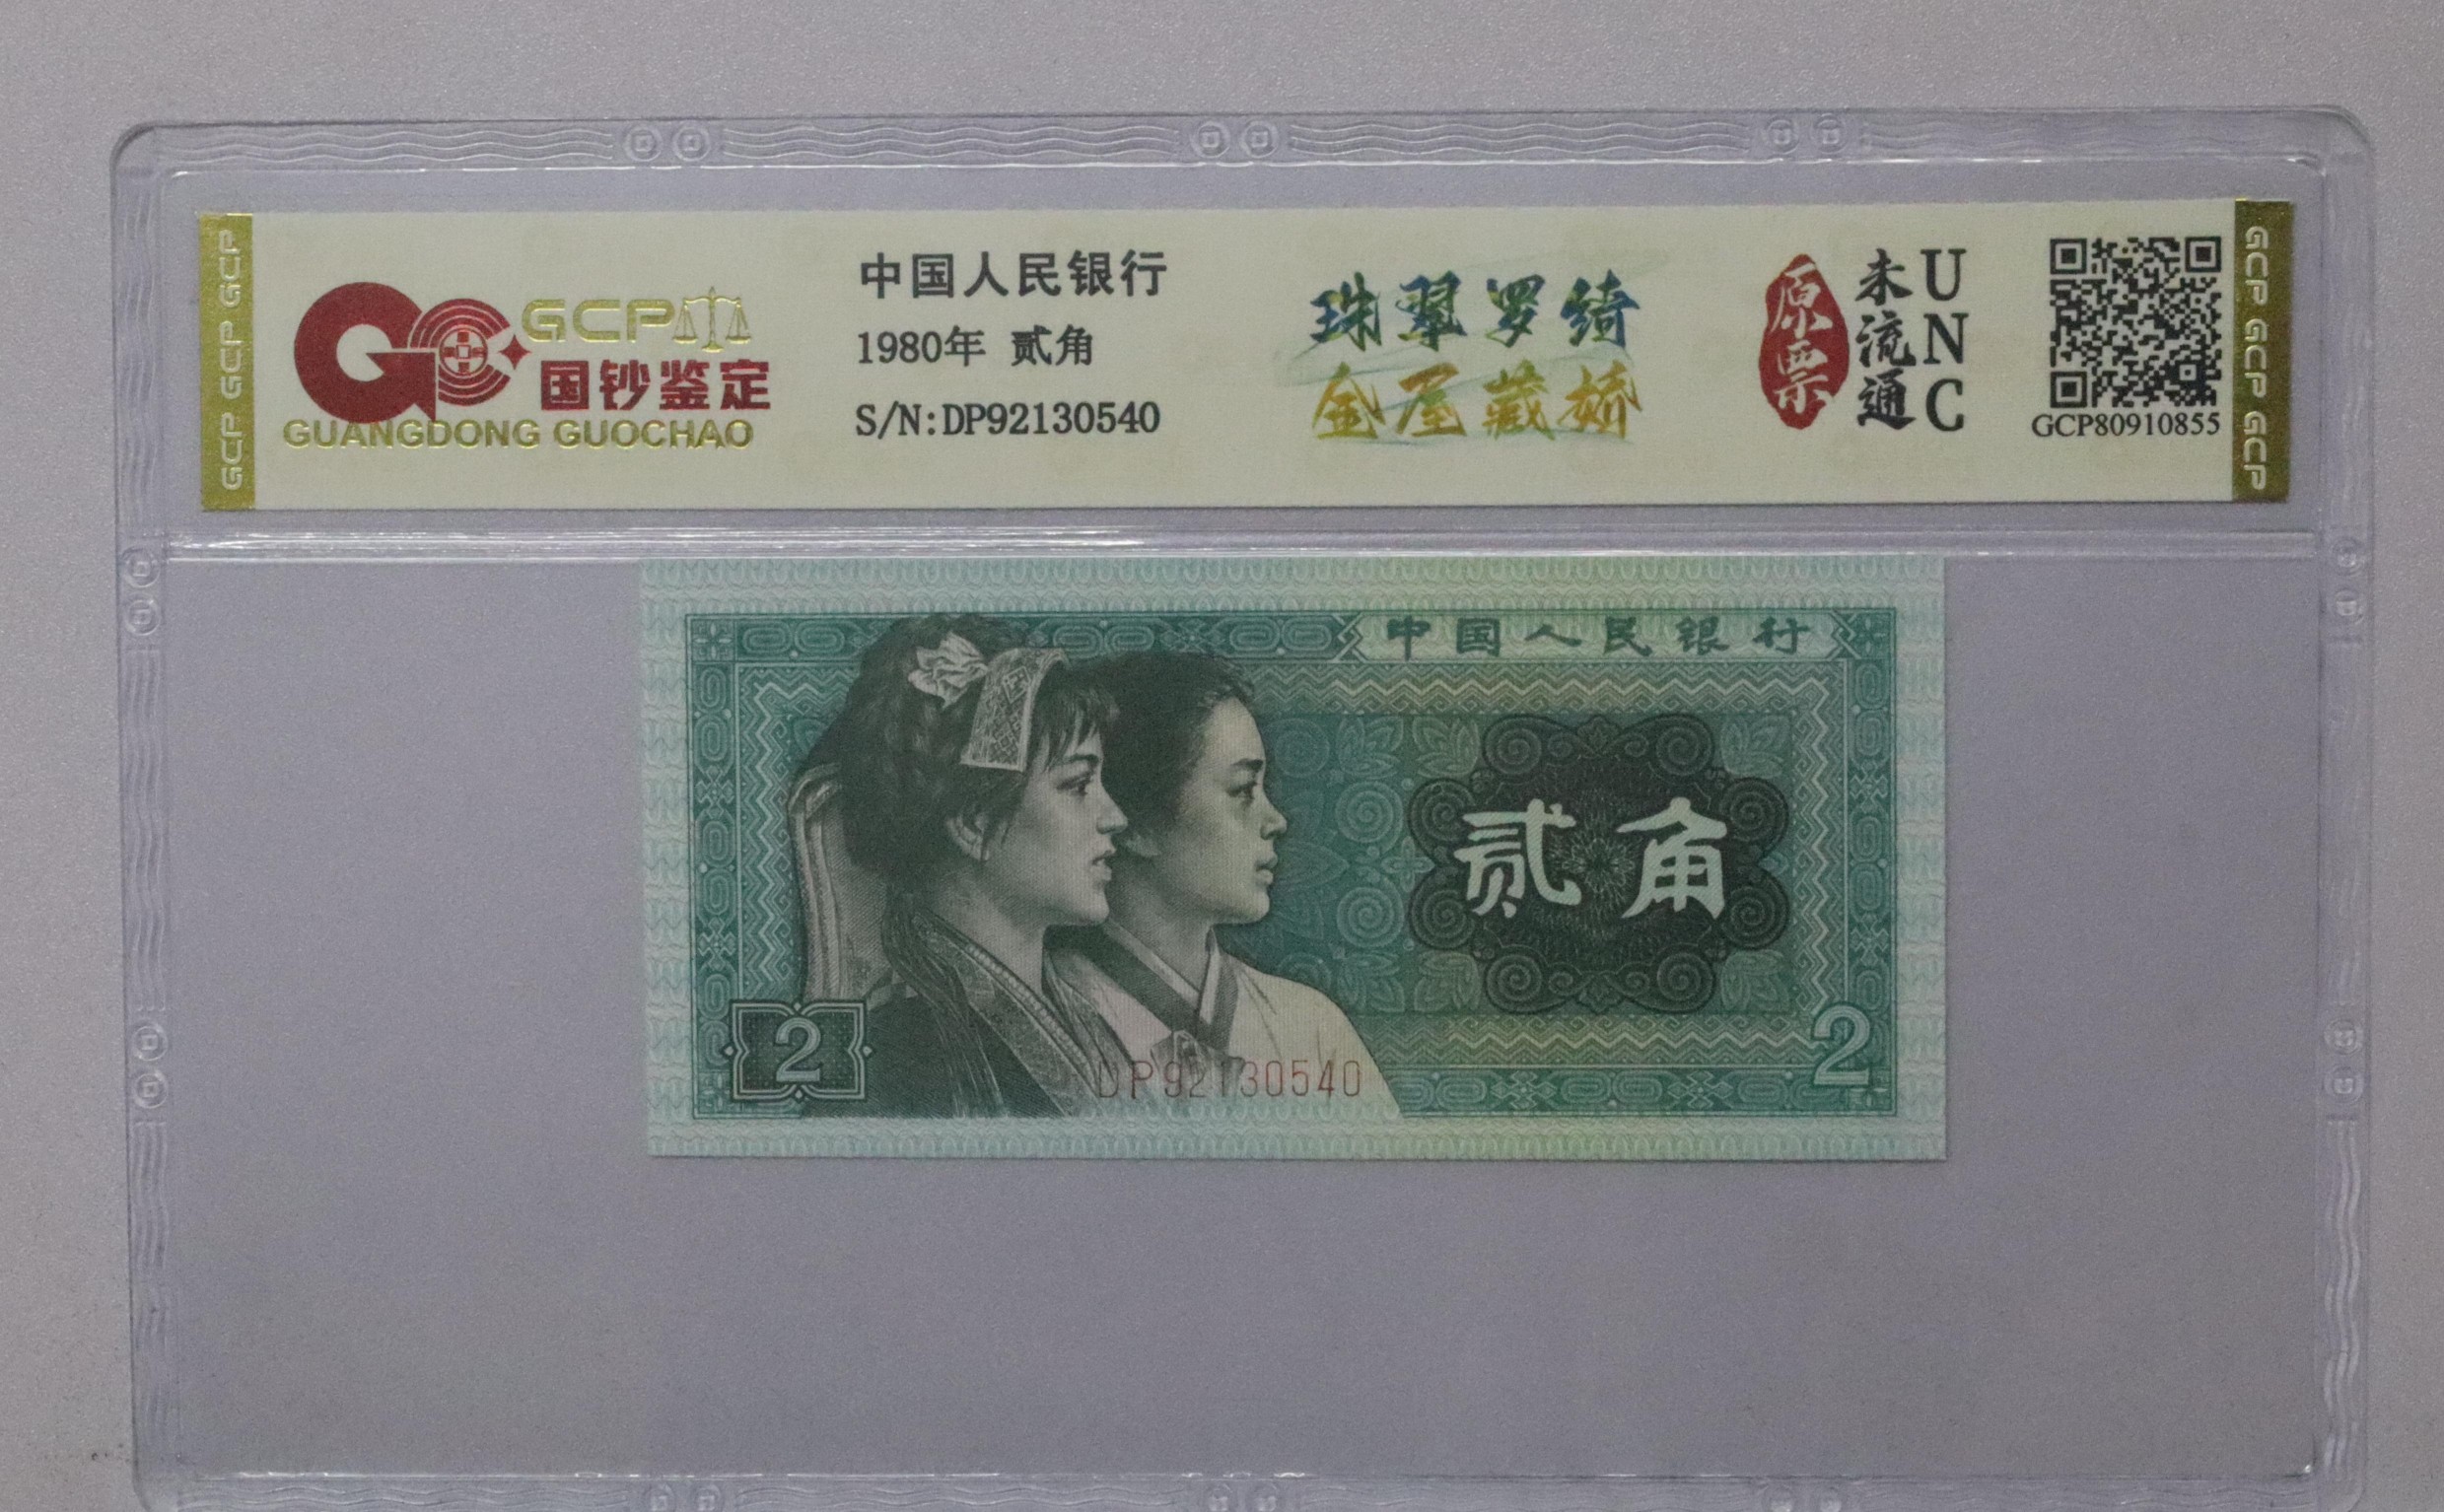 GCP GCP GCP
GCP
国钞鉴定
GUANGDONG GUOCHAO
中国人民银行
1980年 贰角
S/N:DP92130540
珠翠罗绮
金屋藏娇
原票
未流通
UNC
GCP80910855
GCP GCP GCP
中国人民银行
贰角
2
2
DP92130540